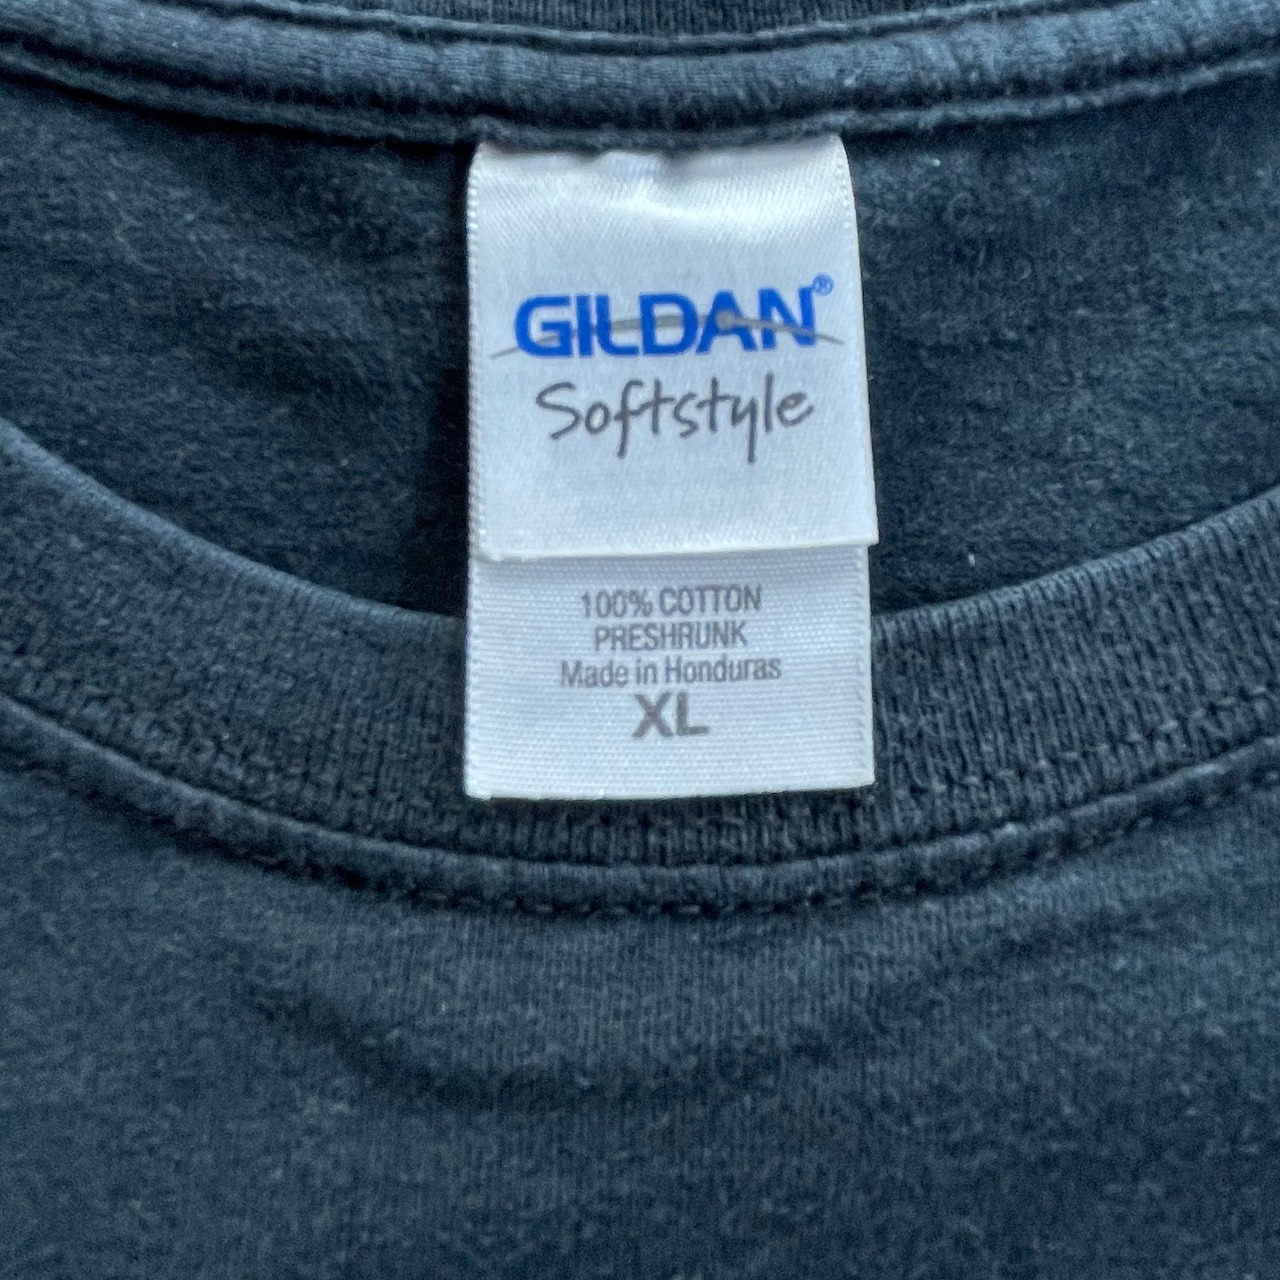 GILDAN®
Softstyle
100% COTTON
PRESHRUNK
Made in Honduras
XL